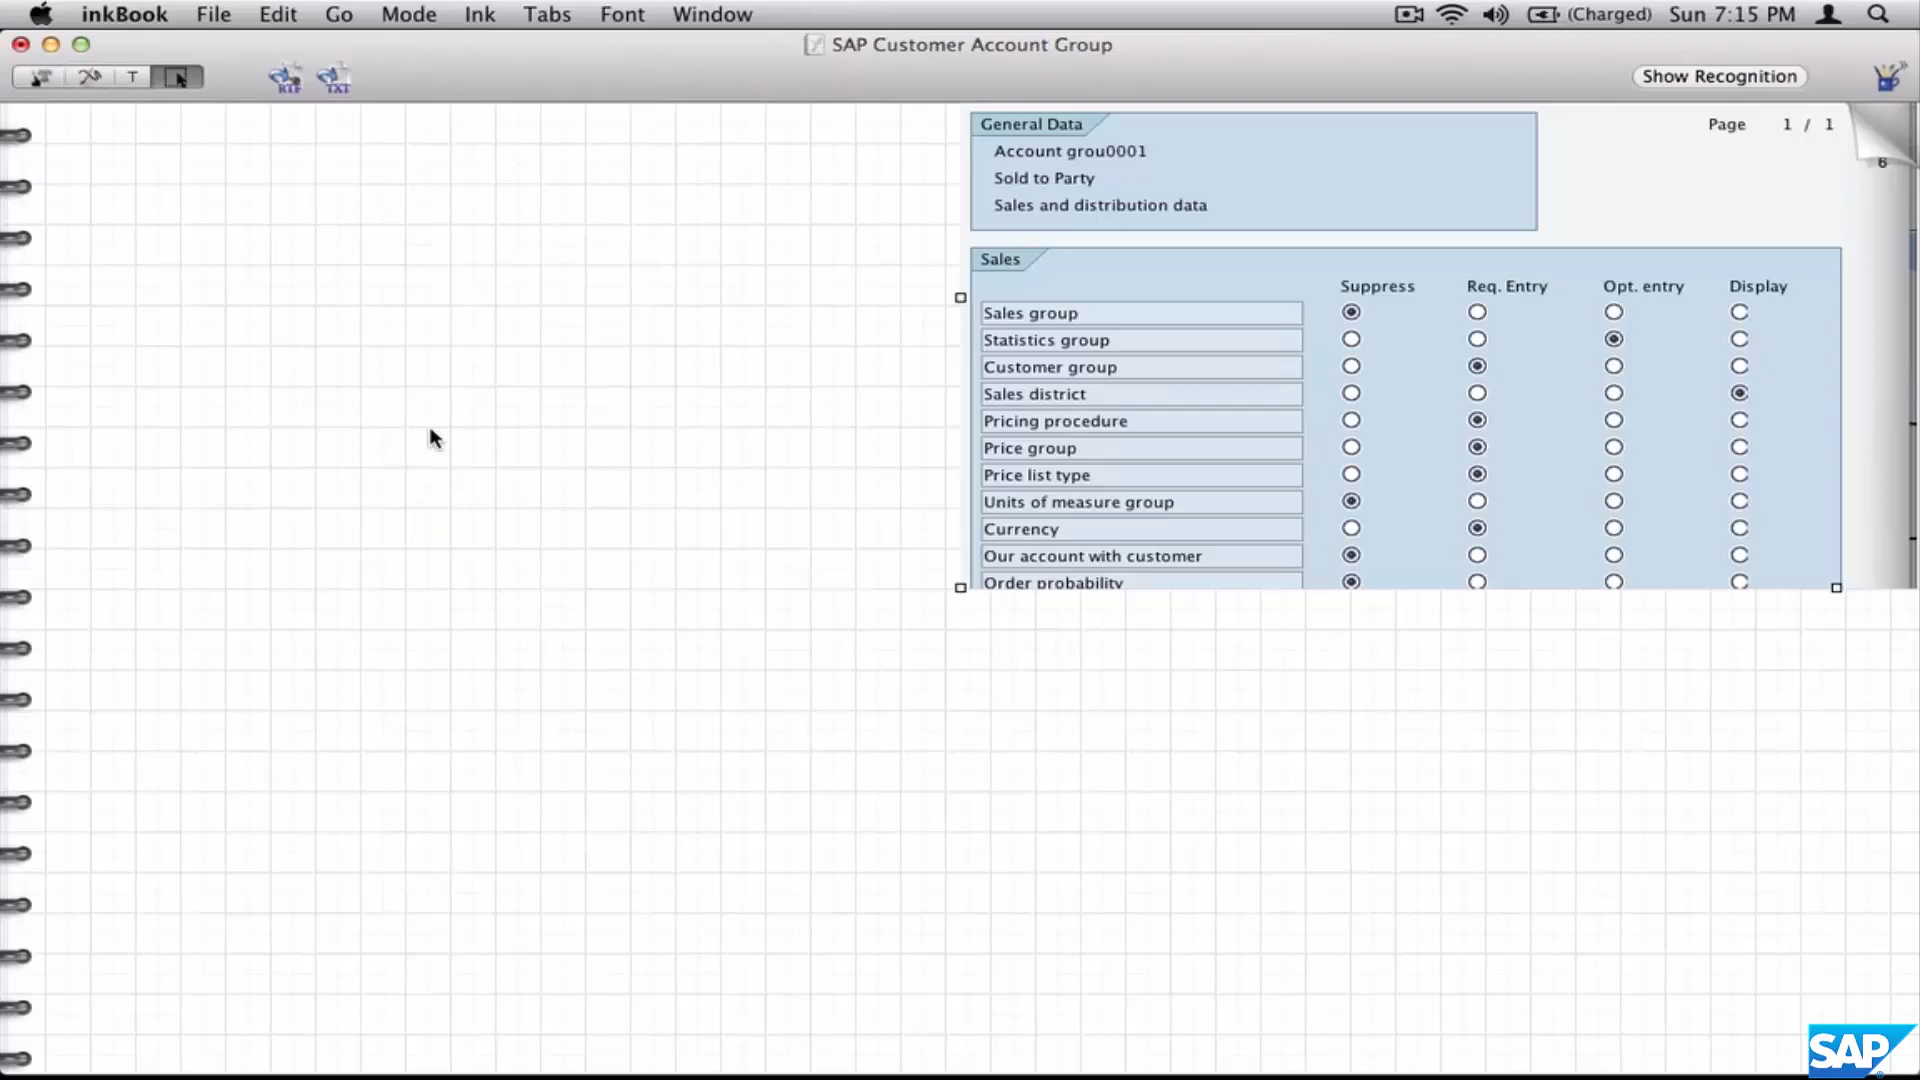 inkBook File Edit Go Mode Ink Tabs Font Window (Charged) Sun 7:15 PM
SAP Customer Account Group
T RTF TXT Show Recognition
General Data Page 1 / 1
Account grou0001
6
Sold to Party
Sales and distribution data
Sales
Suppress Req. Entry Opt. entry Display
Sales group
Statistics group
Customer group
Sales district
Pricing procedure
Price group
Price list type
Units of measure group
Currency
Our account with customer
Order probability
SAP